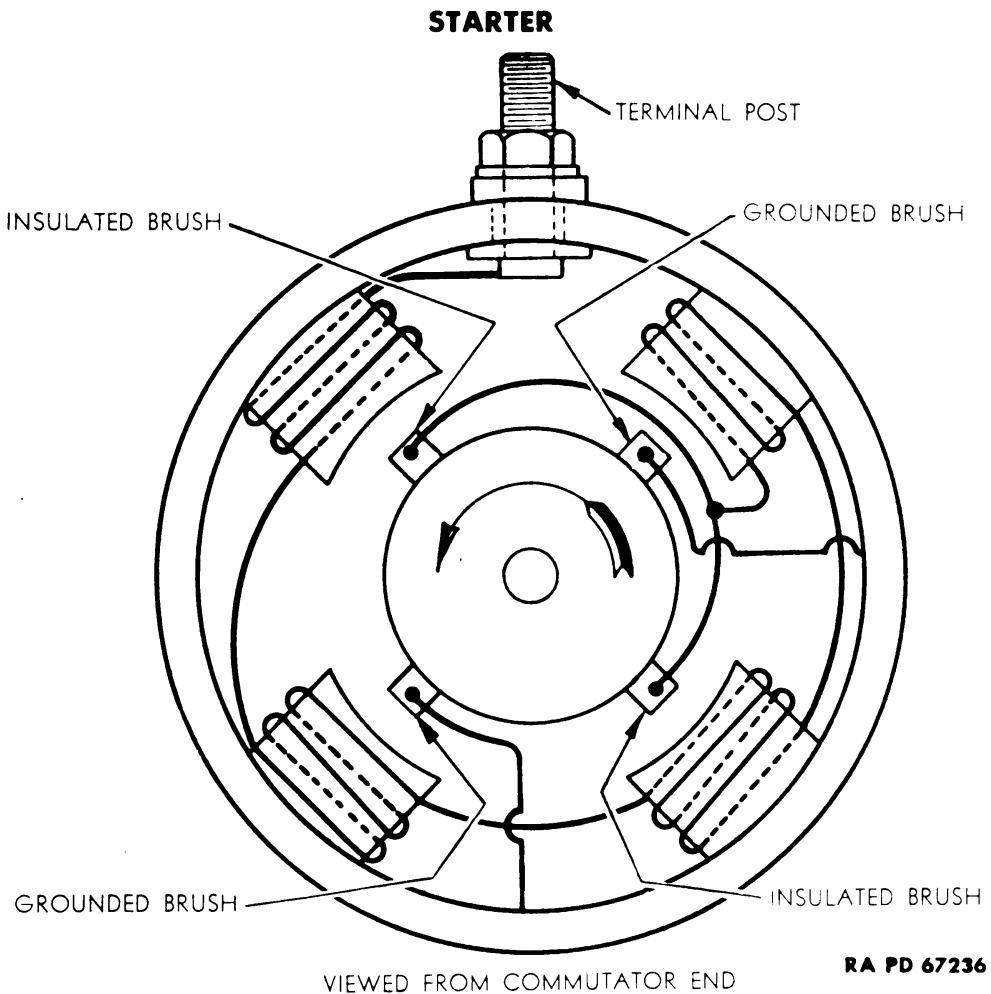 STARTER
TERMINAL POST
INSULATED BRUSH
GROUNDED BRUSH
GROUNDED BRUSH
INSULATED BRUSH
RA PD 67236
VIEWED FROM COMMUTATOR END